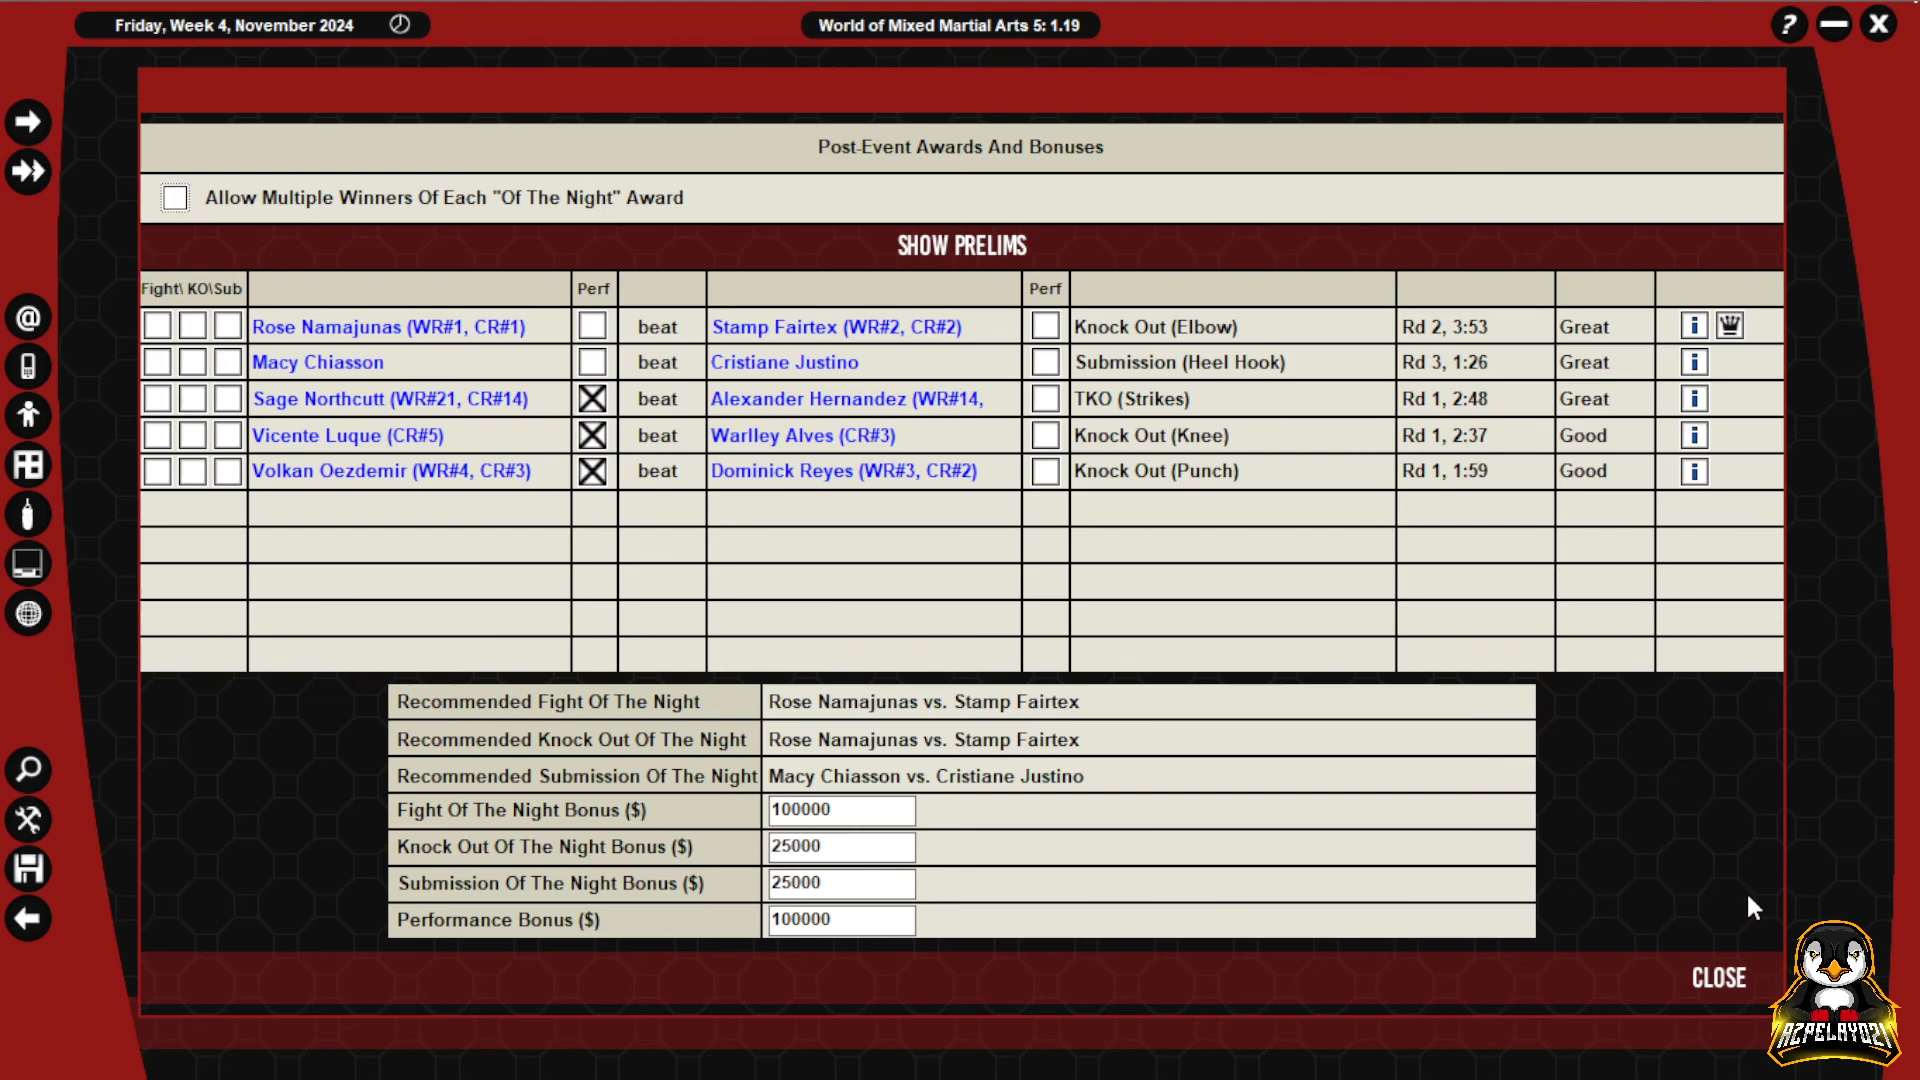 Friday, Week 4, November 2024
World of Mixed Martial Arts 5: 1.19
?
X
Post-Event Awards And Bonuses
Allow Multiple Winners Of Each "Of The Night" Award
SHOW PRELIMS
Fight\ KO\Sub Perf Perf
Rose Namajunas (WR#1, CR#1) beat Stamp Fairtex (WR#2, CR#2) Knock Out (Elbow) Rd 2, 3:53 Great i
Macy Chiasson beat Cristiane Justino Submission (Heel Hook) Rd 3, 1:26 Great i
Sage Northcutt (WR#21, CR#14) beat Alexander Hernandez (WR#14, TKO (Strikes) Rd 1, 2:48 Great i
Vicente Luque (CR#5) beat Warlley Alves (CR#3) Knock Out (Knee) Rd 1, 2:37 Good i
Volkan Oezdemir (WR#4, CR#3) beat Dominick Reyes (WR#3, CR#2) Knock Out (Punch) Rd 1, 1:59 Good i
Recommended Fight Of The Night Rose Namajunas vs. Stamp Fairtex
Recommended Knock Out Of The Night Rose Namajunas vs. Stamp Fairtex
Recommended Submission Of The Night Macy Chiasson vs. Cristiane Justino
Fight Of The Night Bonus ($) 100000
Knock Out Of The Night Bonus ($) 25000
Submission Of The Night Bonus ($) 25000
Performance Bonus ($) 100000
CLOSE
AZPELAYO21